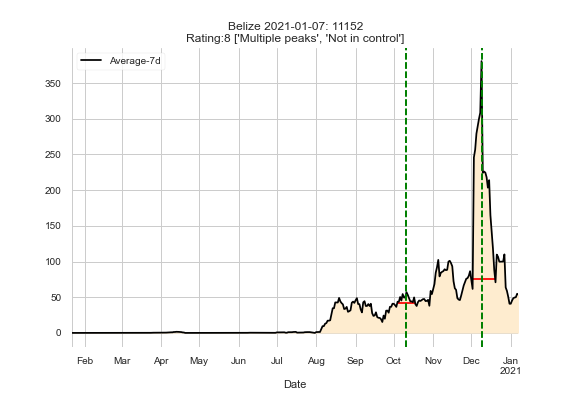 Belize 2021-01-07: 11152
Rating:8 ['Multiple peaks', 'Not in control']
Average-7d
350
300
250
200
150
100
50
0
Feb Mar Apr May Jun Jul Aug Sep Oct Nov Dec Jan
2021
Date